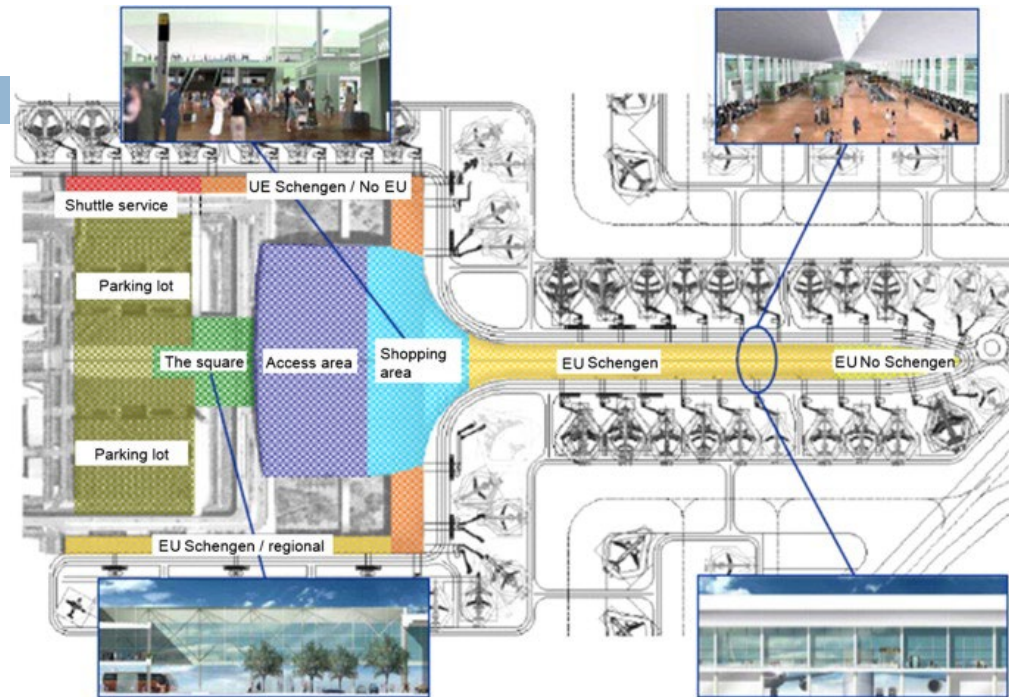 UE Schengen / No EU
Shuttle service
Parking lot
The square
Access area
Shopping
area
EU Schengen
EU No Schengen
Parking lot
EU Schengen / regional